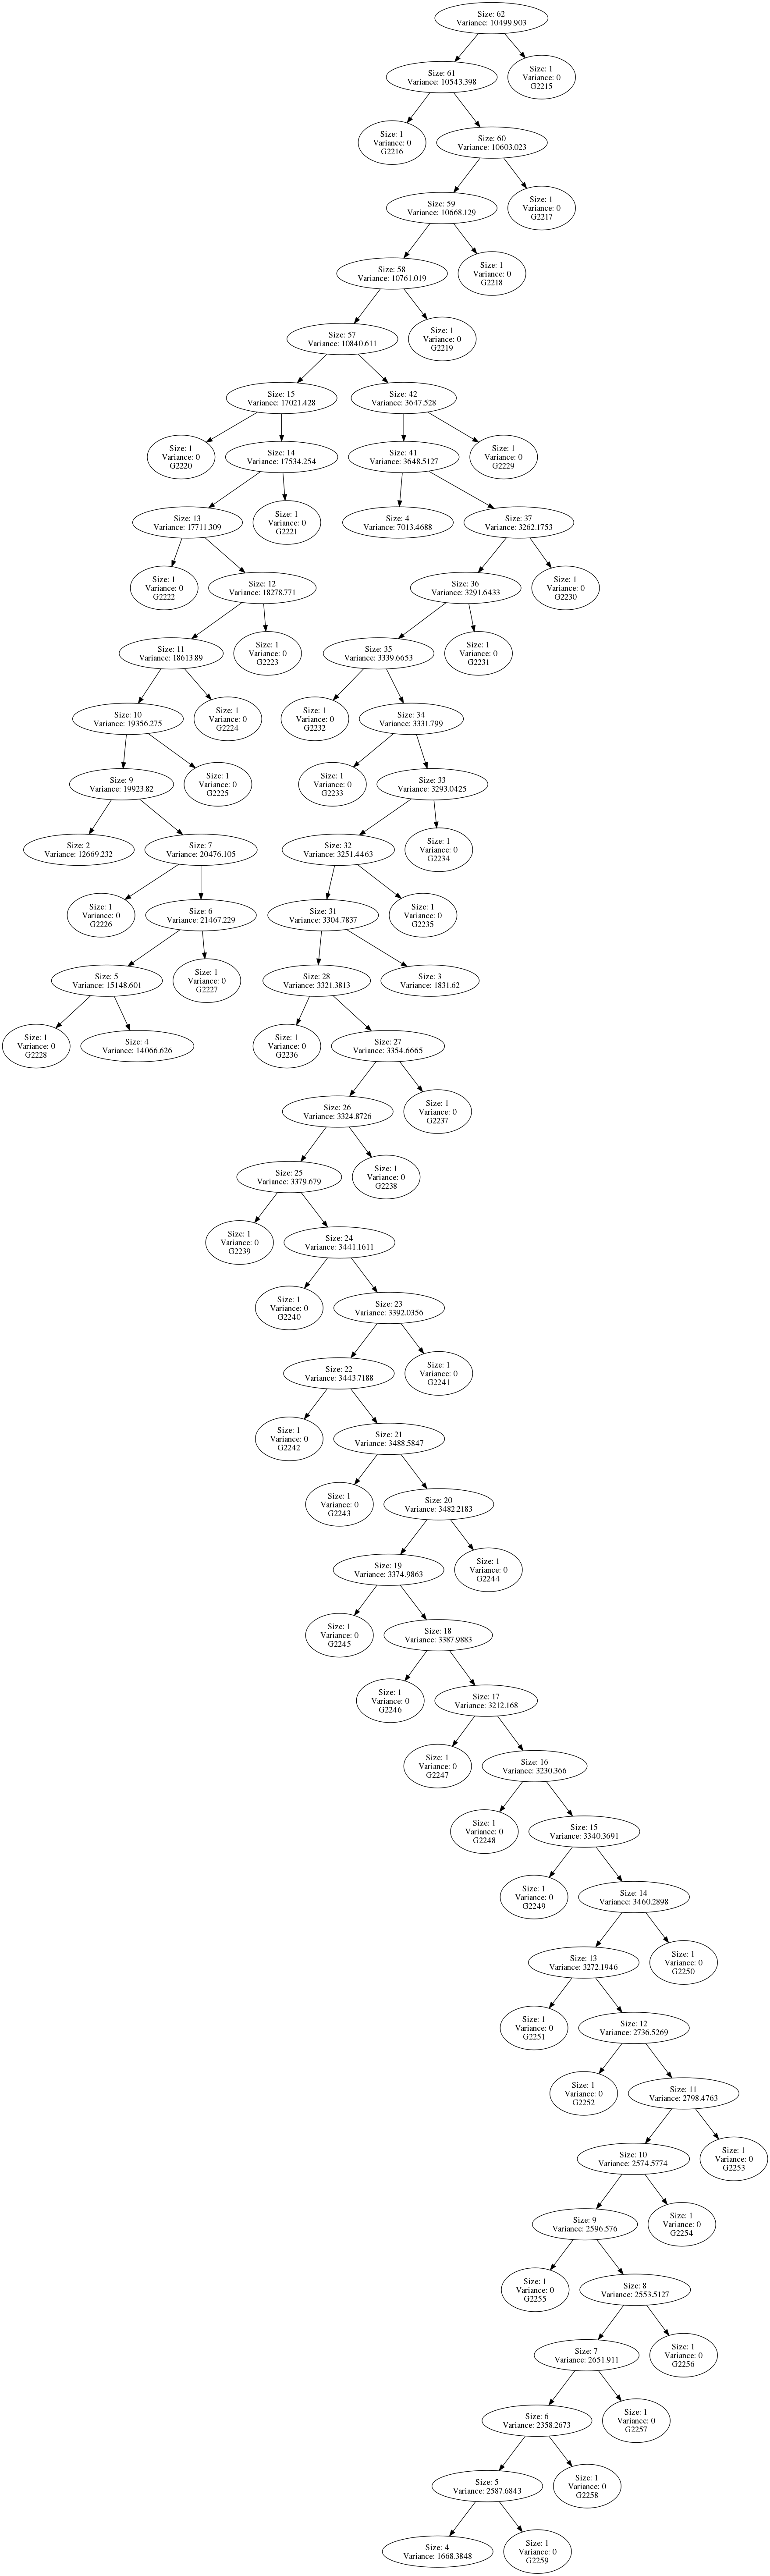 Size: 62
Variance: 10499.903
Size: 61
Variance: 10543.398
Size: 1
Variance: 0
G2215
Size: 1
Variance: 0
G2216
Size: 60
Variance: 10603.023
Size: 59
Variance: 10668.129
Size: 1
Variance: 0
G2217
Size: 58
Variance: 10761.019
Size: 1
Variance: 0
G2218
Size: 57
Variance: 10840.611
Size: 1
Variance: 0
G2219
Size: 15
Variance: 17021.428
Size: 42
Variance: 3647.528
Size: 1
Variance: 0
G2220
Size: 14
Variance: 17534.254
Size: 41
Variance: 3648.5127
Size: 1
Variance: 0
G2229
Size: 13
Variance: 17711.309
Size: 1
Variance: 0
G2221
Size: 4
Variance: 7013.4688
Size: 37
Variance: 3262.1753
Size: 1
Variance: 0
G2222
Size: 12
Variance: 18278.771
Size: 36
Variance: 3291.6433
Size: 1
Variance: 0
G2230
Size: 11
Variance: 18613.89
Size: 1
Variance: 0
G2223
Size: 35
Variance: 3339.6653
Size: 1
Variance: 0
G2231
Size: 10
Variance: 19356.275
Size: 1
Variance: 0
G2224
Size: 1
Variance: 0
G2232
Size: 34
Variance: 3331.799
Size: 9
Variance: 19923.82
Size: 1
Variance: 0
G2225
Size: 1
Variance: 0
G2233
Size: 33
Variance: 3293.0425
Size: 2
Variance: 12669.232
Size: 7
Variance: 20476.105
Size: 32
Variance: 3251.4463
Size: 1
Variance: 0
G2234
Size: 1
Variance: 0
G2226
Size: 6
Variance: 21467.229
Size: 31
Variance: 3304.7837
Size: 1
Variance: 0
G2235
Size: 5
Variance: 15148.601
Size: 1
Variance: 0
G2227
Size: 28
Variance: 3321.3813
Size: 3
Variance: 1831.62
Size: 1
Variance: 0
G2228
Size: 4
Variance: 14066.626
Size: 1
Variance: 0
G2236
Size: 27
Variance: 3354.6665
Size: 26
Variance: 3324.8726
Size: 1
Variance: 0
G2237
Size: 25
Variance: 3379.679
Size: 1
Variance: 0
G2238
Size: 1
Variance: 0
G2239
Size: 24
Variance: 3441.1611
Size: 1
Variance: 0
G2240
Size: 23
Variance: 3392.0356
Size: 22
Variance: 3443.7188
Size: 1
Variance: 0
G2241
Size: 1
Variance: 0
G2242
Size: 21
Variance: 3488.5847
Size: 1
Variance: 0
G2243
Size: 20
Variance: 3482.2183
Size: 19
Variance: 3374.9863
Size: 1
Variance: 0
G2244
Size: 1
Variance: 0
G2245
Size: 18
Variance: 3387.9883
Size: 1
Variance: 0
G2246
Size: 17
Variance: 3212.168
Size: 1
Variance: 0
G2247
Size: 16
Variance: 3230.366
Size: 1
Variance: 0
G2248
Size: 15
Variance: 3340.3691
Size: 1
Variance: 0
G2249
Size: 14
Variance: 3460.2898
Size: 13
Variance: 3272.1946
Size: 1
Variance: 0
G2250
Size: 1
Variance: 0
G2251
Size: 12
Variance: 2736.5269
Size: 1
Variance: 0
G2252
Size: 11
Variance: 2798.4763
Size: 10
Variance: 2574.5774
Size: 1
Variance: 0
G2253
Size: 9
Variance: 2596.576
Size: 1
Variance: 0
G2254
Size: 1
Variance: 0
G2255
Size: 8
Variance: 2553.5127
Size: 7
Variance: 2651.911
Size: 1
Variance: 0
G2256
Size: 6
Variance: 2358.2673
Size: 1
Variance: 0
G2257
Size: 5
Variance: 2587.6843
Size: 1
Variance: 0
G2258
Size: 4
Variance: 1668.3848
Size: 1
Variance: 0
G2259